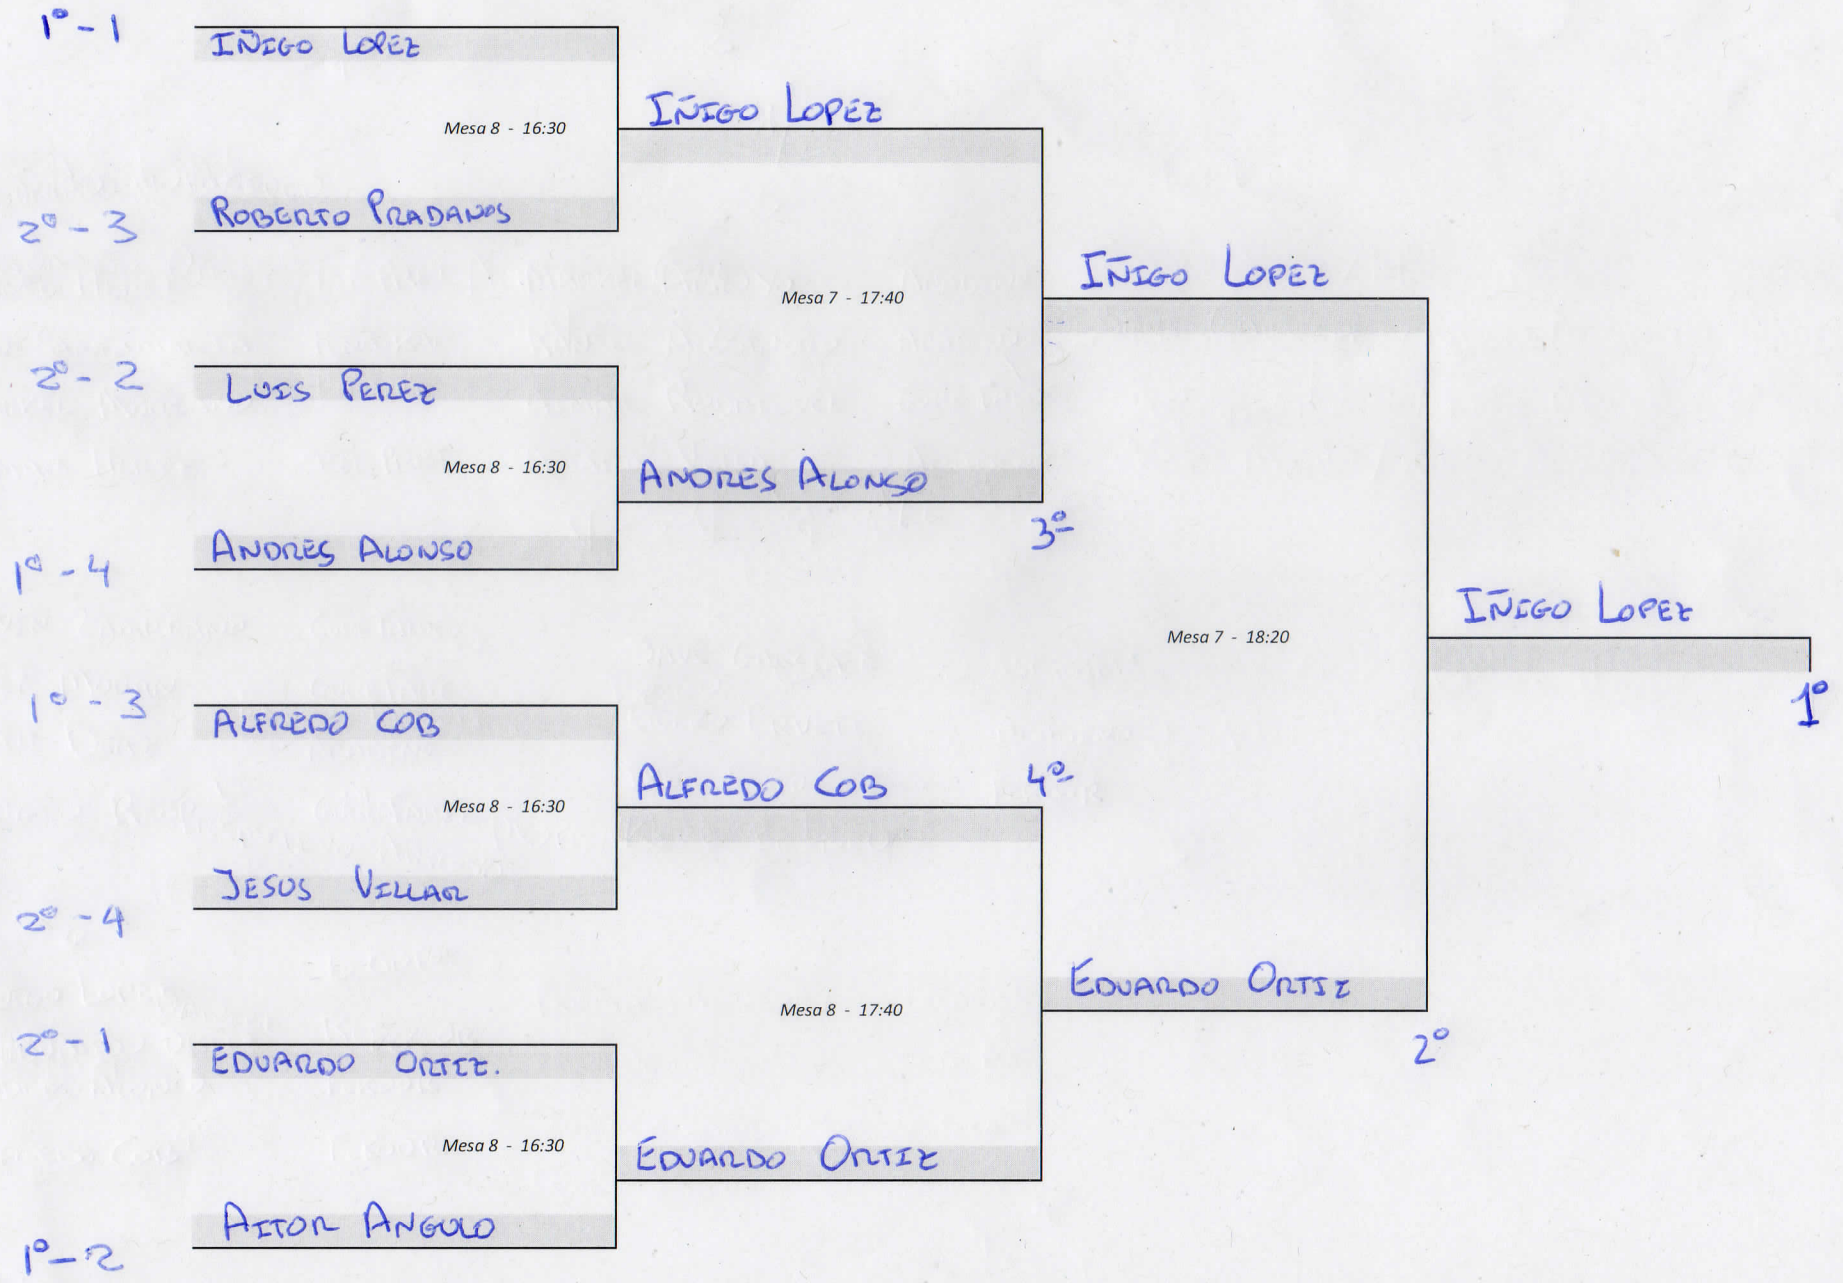 1º - 1
IÑIGO LOPEZ
IÑIGO LOPEZ
Mesa 8 - 16:30
2º - 3
ROBERTO PRADANOS
IÑIGO LOPEZ
Mesa 7 - 17:40
2º - 2
LUIS PEREZ
Mesa 8 - 16:30
ANDRES ALONSO
3º
1º - 4
ANDRES ALONSO
IÑIGO LOPEZ
Mesa 7 - 18:20
1º
1º - 3
ALFREDO COB
ALFREDO COB
4º
Mesa 8 - 16:30
2º - 4
JESUS VILLAR
EDUARDO ORTIZ
Mesa 8 - 17:40
2º
2º - 1
EDUARDO ORTIZ.
Mesa 8 - 16:30
EDUARDO ORTIZ
1º - 2
AITOR ANGULO